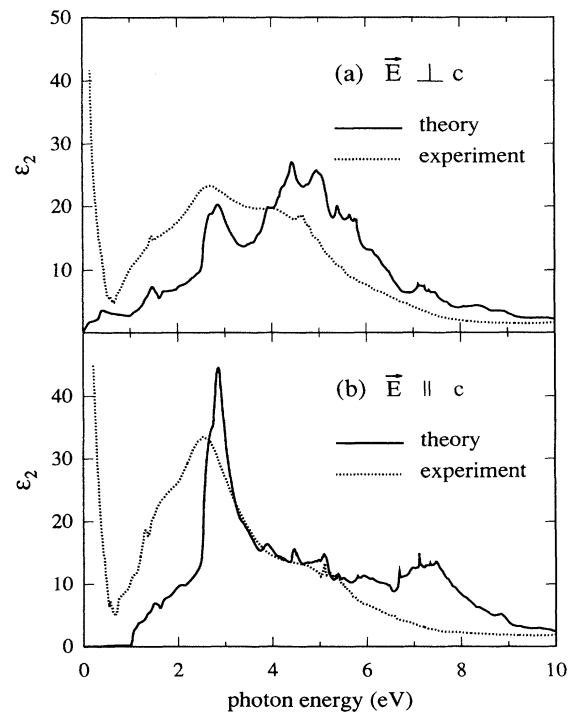 50
(a) E ⊥ c
40
theory
experiment
30
ε₂
20
10
(b) E ∥ c
40
theory
experiment
30
ε₂
20
10
0
0 2 4 6 8 10
photon energy (eV)